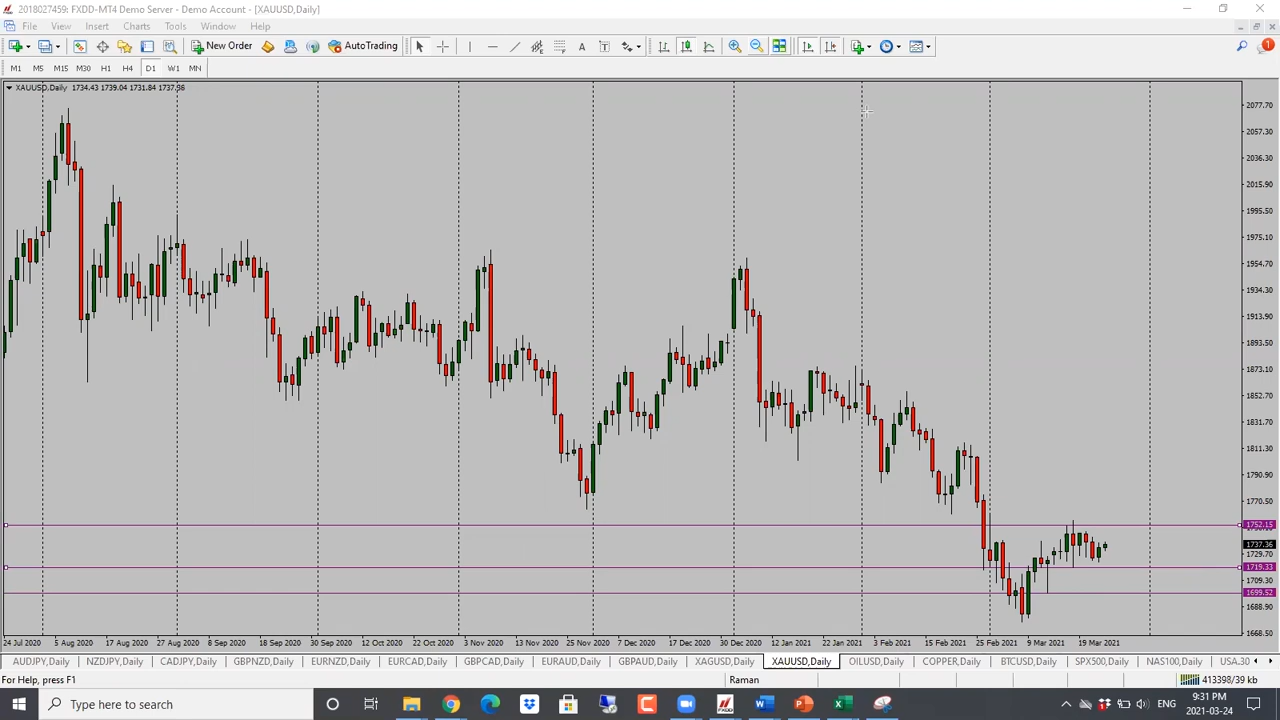 2018027459: FXDD-MT4 Demo Server - Demo Account - [XAUUSD,Daily]
File View Insert Charts Tools Window Help
New Order AutoTrading
M1 M5 M15 M30 H1 H4 D1 W1 MN
XAUUSD,Daily 1734.43 1739.04 1731.84 1737.36
2077.70
2057.30
2036.30
2015.90
1995.50
1975.10
1954.70
1934.30
1913.90
1893.50
1873.10
1852.70
1831.70
1811.30
1790.90
1770.50
1752.15
1737.36
1729.70
1719.33
1709.30
1699.52
1688.90
1668.50
24 Jul 2020 5 Aug 2020 17 Aug 2020 27 Aug 2020 8 Sep 2020 18 Sep 2020 30 Sep 2020 12 Oct 2020 22 Oct 2020 3 Nov 2020 13 Nov 2020 25 Nov 2020 7 Dec 2020 17 Dec 2020 30 Dec 2020 12 Jan 2021 22 Jan 2021 3 Feb 2021 15 Feb 2021 25 Feb 2021 9 Mar 2021 19 Mar 2021
AUDJPY,Daily NZDJPY,Daily CADJPY,Daily GBPNZD,Daily EURNZD,Daily EURCAD,Daily GBPCAD,Daily EURAUD,Daily GBPAUD,Daily XAGUSD,Daily XAUUSD,Daily OILUSD,Daily COPPER,Daily BTCUSD,Daily SPX500,Daily NAS100,Daily USA.30
For Help, press F1 Raman 413398/39 kb
Type here to search ENG 9:31 PM
2021-03-24